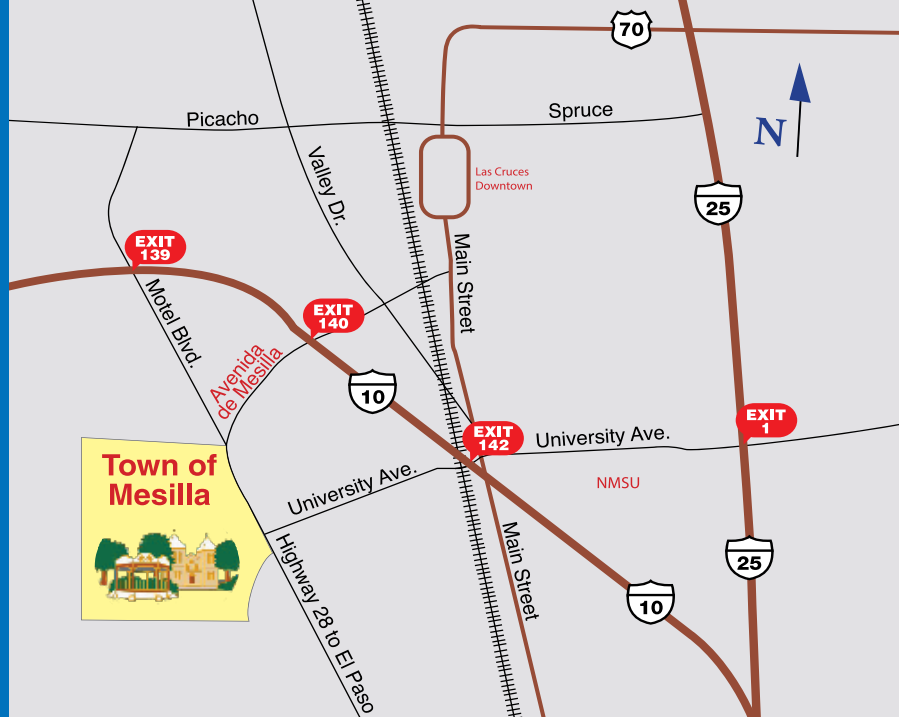 70
Picacho
Spruce
N
Valley Dr.
Las Cruces
Downtown
25
EXIT
139
Main Street
Motel Blvd.
EXIT
140
Avenida
de Mesilla
10
EXIT
1
EXIT
142
University Ave.
Town of
Mesilla
University Ave.
NMSU
Main Street
Highway 28 to El Paso
25
10